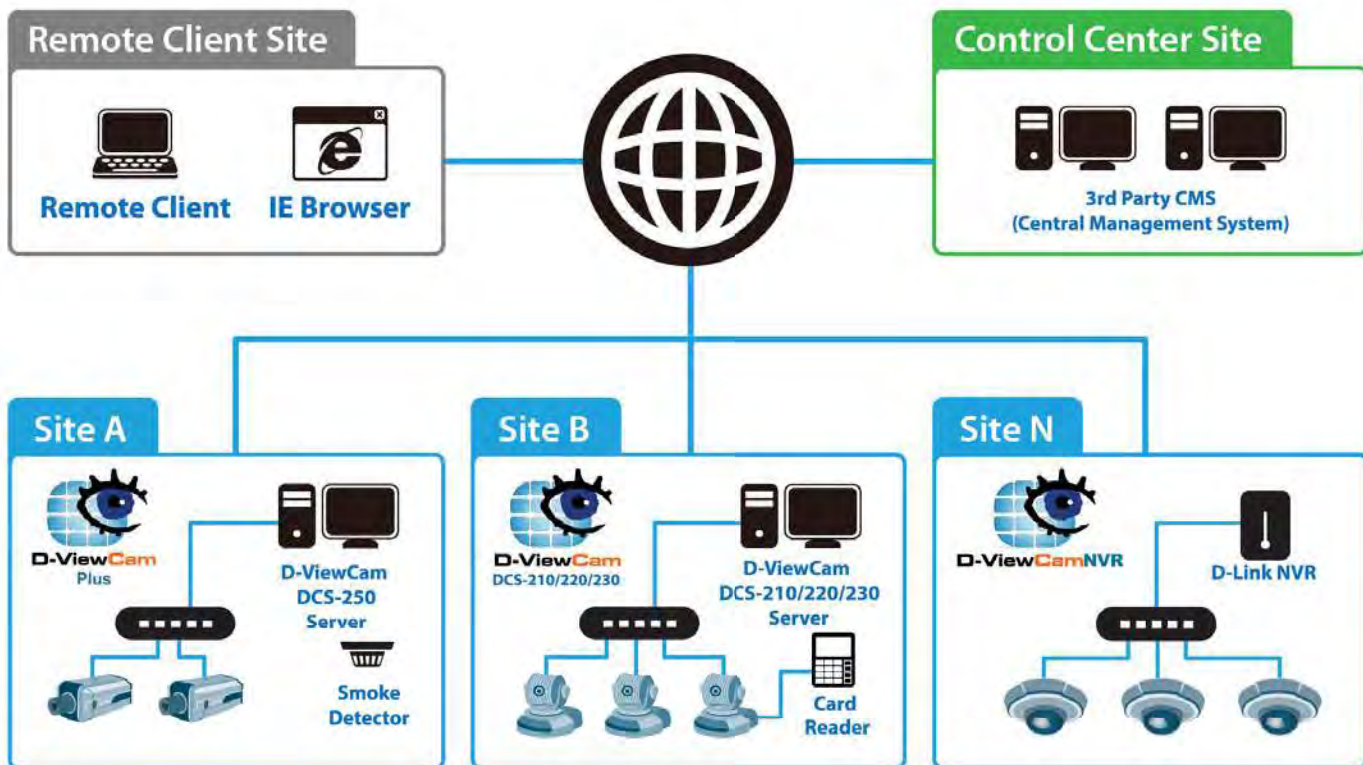 Remote Client Site
Remote Client
IE Browser
Control Center Site
3rd Party CMS
(Central Management System)
Site A
D-ViewCam
Plus
D-ViewCam
DCS-250
Server
Smoke
Detector
Site B
D-ViewCam
DCS-210/220/230
D-ViewCam
DCS-210/220/230
Server
Card
Reader
Site N
D-ViewCamNVR
D-Link NVR